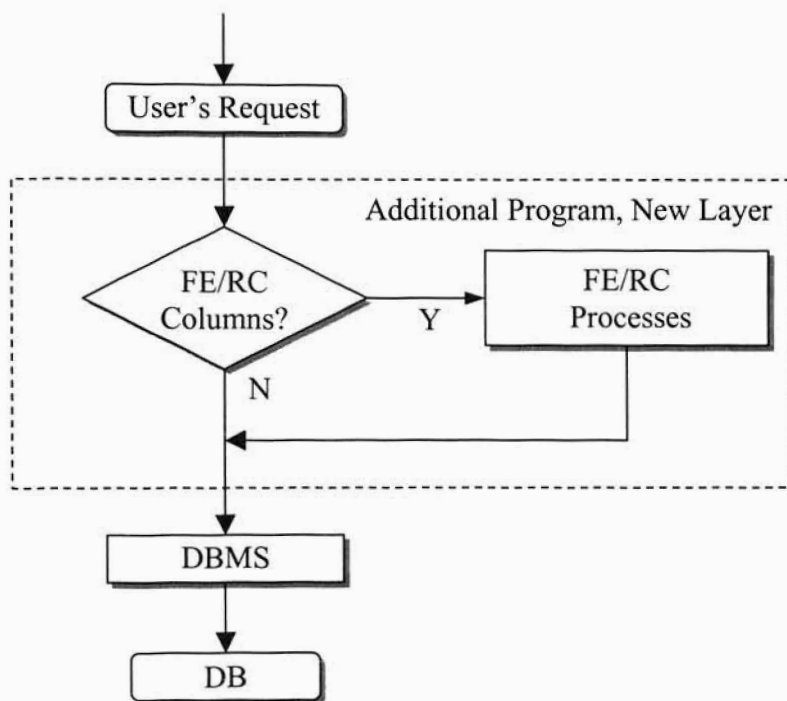 User's Request
Additional Program, New Layer
FE/RC
Columns?
Y
FE/RC
Processes
N
DBMS
DB